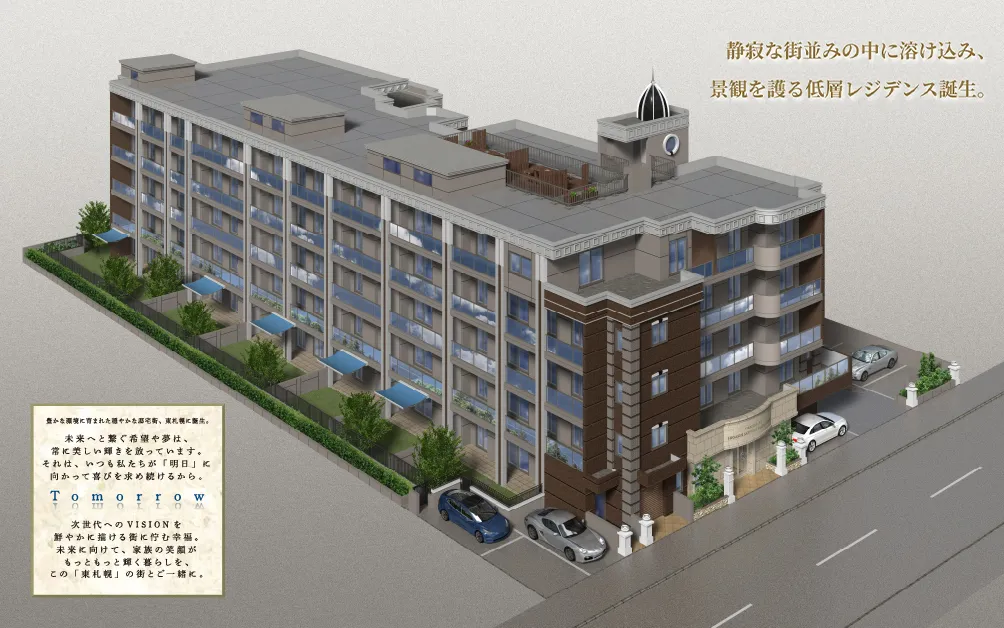 静寂な街並みの中に溶け込み、
景観を護る低層レジデンス誕生。
豊かな環境に育まれた穏やかな邸宅街、東札幌に誕生。
未来へと繋ぐ希望や夢は、
常に美しい輝きを放っています。
それは、いつも私たちが「明日」に
向かって喜びを求め続けるから。
Tomorrow
次世代へのVISIONを
鮮やかに描ける街に佇む幸福。
未来に向けて、家族の笑顔が
もっともっと輝く暮らしを、
この「東札幌」の街とご一緒に。